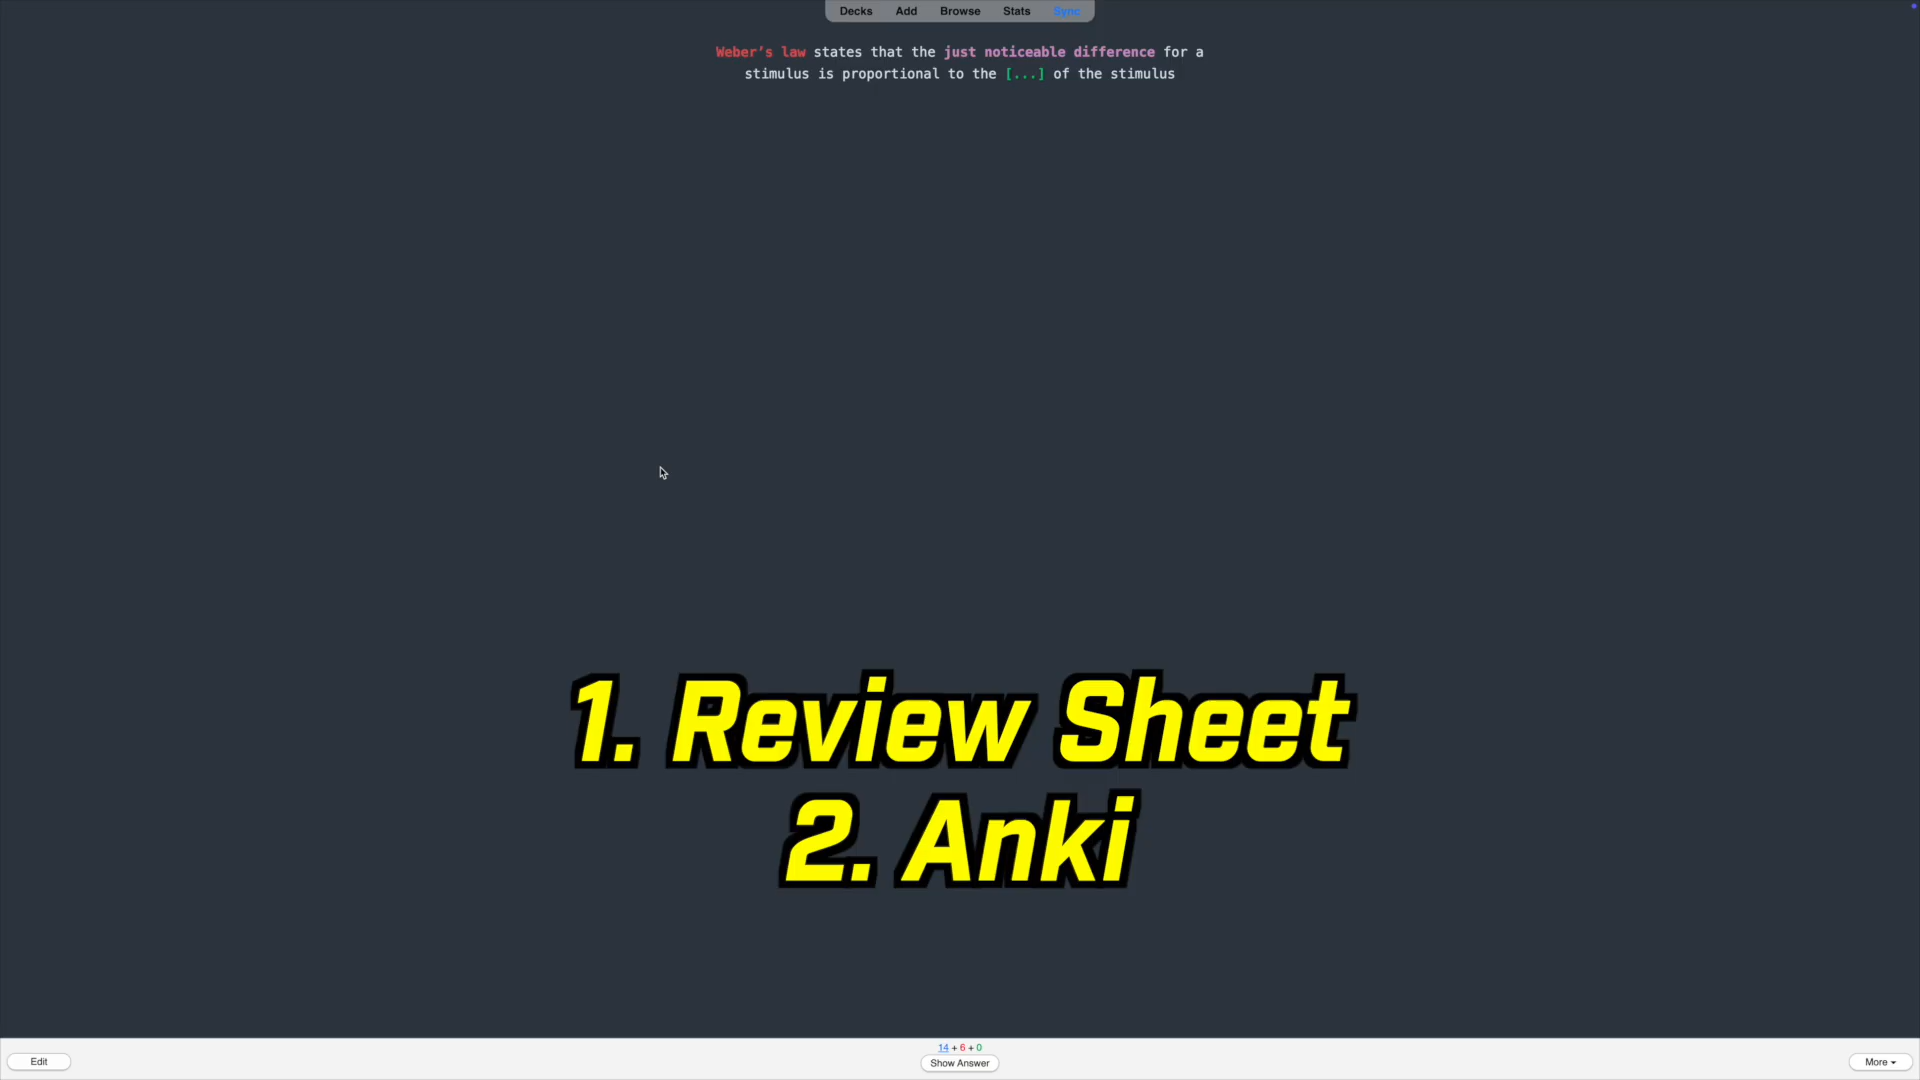 Decks Add Browse Stats Sync
Weber’s law states that the just noticeable difference for a
stimulus is proportional to the [...] of the stimulus
1. Review Sheet
2. Anki
14 + 6 + 0
Edit Show Answer More